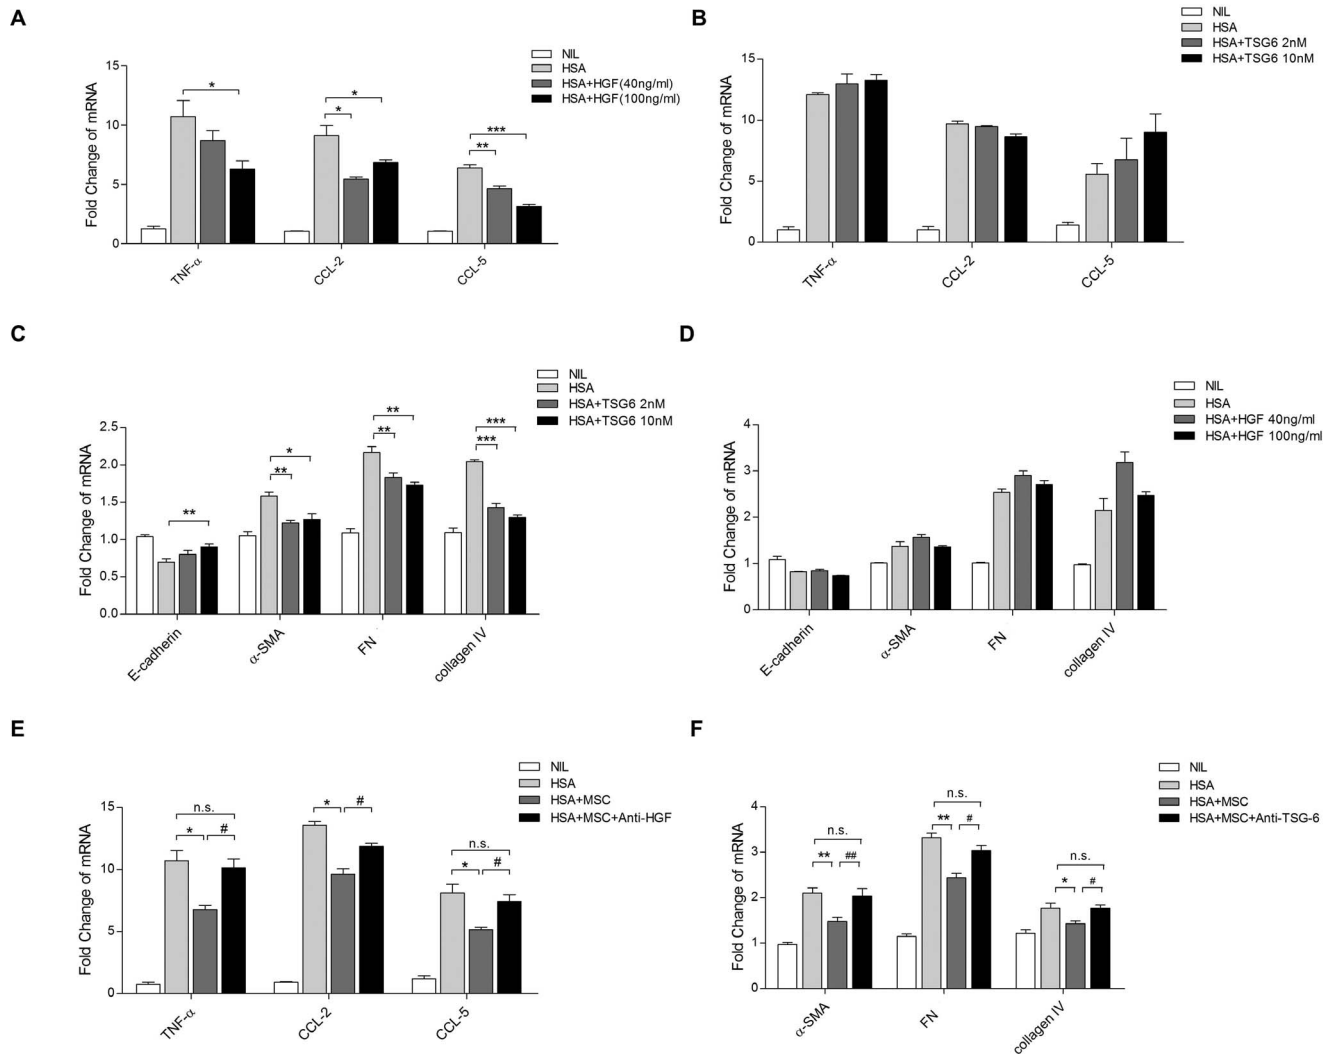 A
NIL
HSA
HSA+HGF(40ng/ml)
HSA+HGF(100ng/ml)
Fold Change of mRNA
15
10
5
0
*
*
*
***
**
TNF-α
CCL-2
CCL-5
B
NIL
HSA
HSA+TSG6 2nM
HSA+TSG6 10nM
Fold Change of mRNA
15
10
5
0
TNF-α
CCL-2
CCL-5
C
NIL
HSA
HSA+TSG6 2nM
HSA+TSG6 10nM
Fold Change of mRNA
2.5
2.0
1.5
1.0
0.5
0.0
**
*
**
**
**
***
***
E-cadherin
α-SMA
FN
collagen IV
D
NIL
HSA
HSA+HGF 40ng/ml
HSA+HGF 100ng/ml
Fold Change of mRNA
4
3
2
1
0
E-cadherin
α-SMA
FN
collagen IV
E
NIL
HSA
HSA+MSC
HSA+MSC+Anti-HGF
Fold Change of mRNA
15
10
5
0
n.s.
* #
* #
n.s.
* #
TNF-α
CCL-2
CCL-5
F
NIL
HSA
HSA+MSC
HSA+MSC+Anti-TSG-6
Fold Change of mRNA
4
3
2
1
0
n.s.
** ##
n.s.
** #
n.s.
* #
α-SMA
FN
collagen IV